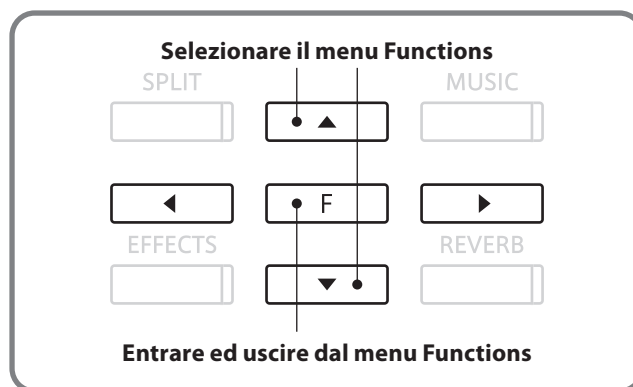 Selezionare il menu Functions
SPLIT
MUSIC
F
EFFECTS
REVERB
Entrare ed uscire dal menu Functions